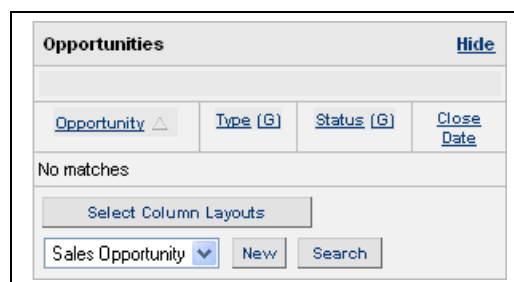 Opportunities Hide
Opportunity Type (G) Status (G) Close
Date
No matches
Select Column Layouts
Sales Opportunity New Search